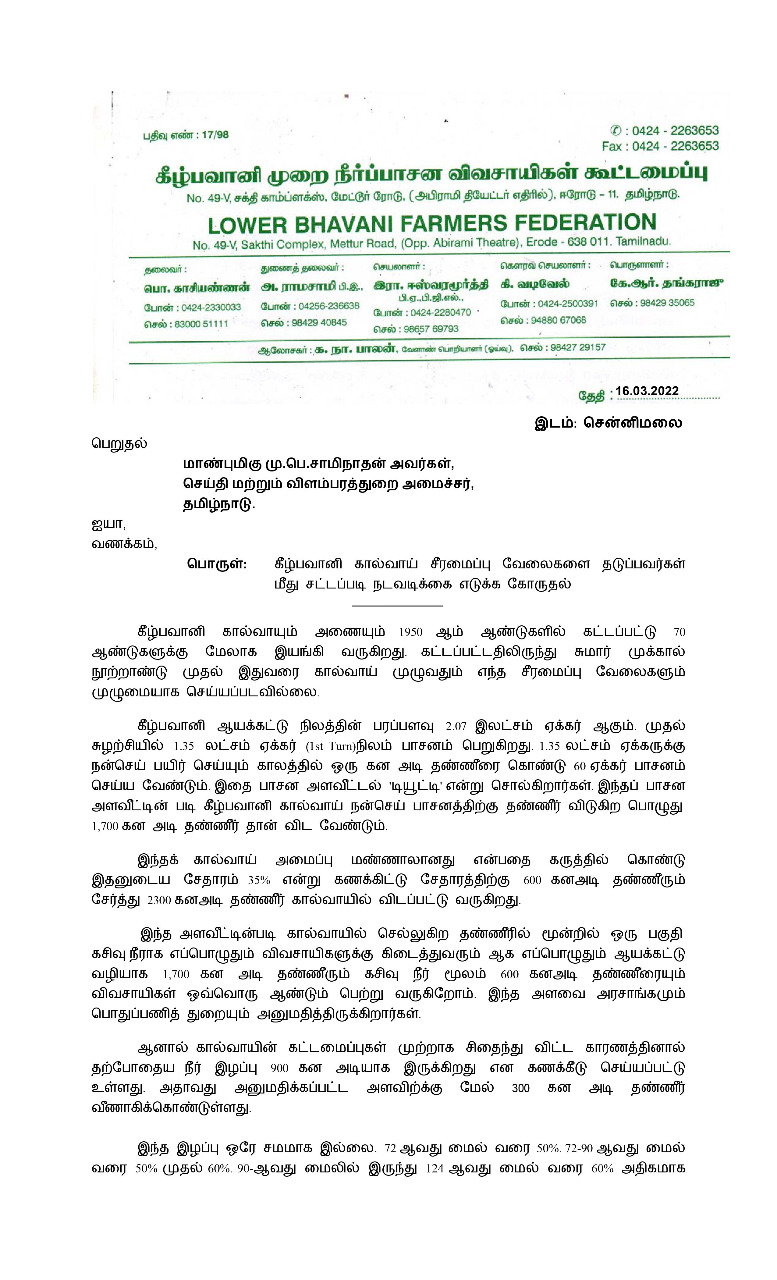 பதிவு எண் : 17/98
✆ : 0424 - 2263653
Fax : 0424 - 2263653
கீழ்பவானி முறை நீர்ப்பாசன விவசாயிகள் கூட்டமைப்பு
No. 49-V, சக்தி காம்ப்ளக்ஸ், மேட்டூர் ரோடு, (அபிராமி தியேட்டர் எதிரில்), ஈரோடு - 11. தமிழ்நாடு.
LOWER BHAVANI FARMERS FEDERATION
No. 49-V, Sakthi Complex, Mettur Road, (Opp. Abirami Theatre), Erode - 638 011. Tamilnadu.
தலைவர் :
பொ. காசியண்ணன்
போன் : 0424-2330033
செல் : 83000 51111
துணைத் தலைவர் :
அ. ராமசாமி பி.இ.,
போன் : 04256-236638
செல் : 98429 40845
செயலாளர் :
இரா. ஈஸ்வரமூர்த்தி
பி.ஏ.,பி.ஜி.எல்.,
போன் : 0424-2280470
செல் : 98657 69793
கௌரவ செயலாளர் :
கி. வடிவேல்
போன் : 0424-2500391
செல் : 94880 67068
பொருளாளர் :
கே.ஆர். தங்கராஜு
செல் : 98429 35065
ஆலோசகர் : க. நா. பாலன், வேளாண் பொறியாளர் (ஓய்வு), செல் : 98427 29157
தேதி : 16.03.2022
இடம்: சென்னிமலை
பெறுதல்
மாண்புமிகு மு.பெ.சாமிநாதன் அவர்கள்,
செய்தி மற்றும் விளம்பரத்துறை அமைச்சர்,
தமிழ்நாடு.
ஐயா,
வணக்கம்,
பொருள்: கீழ்பவானி கால்வாய் சீரமைப்பு வேலைகளை தடுப்பவர்கள்
மீது சட்டப்படி நடவடிக்கை எடுக்க கோருதல்
கீழ்பவானி கால்வாயும் அணையும் 1950 ஆம் ஆண்டுகளில் கட்டப்பட்டு 70
ஆண்டுகளுக்கு மேலாக இயங்கி வருகிறது. கட்டப்பட்டதிலிருந்து சுமார் முக்கால்
நூற்றாண்டு முதல் இதுவரை கால்வாய் முழுவதும் எந்த சீரமைப்பு வேலைகளும்
முழுமையாக செய்யப்படவில்லை.
கீழ்பவானி ஆயக்கட்டு நிலத்தின் பரப்பளவு 2.07 இலட்சம் ஏக்கர் ஆகும். முதல்
சுழற்சியில் 1.35 லட்சம் ஏக்கர் (1st Turn)நிலம் பாசனம் பெறுகிறது. 1.35 லட்சம் ஏக்கருக்கு
நன்செய் பயிர் செய்யும் காலத்தில் ஒரு கன அடி தண்ணீரை கொண்டு 60 ஏக்கர் பாசனம்
செய்ய வேண்டும். இதை பாசன அளவீட்டல் 'டியூட்டி' என்று சொல்கிறார்கள். இந்தப் பாசன
அளவீட்டின் படி கீழ்பவானி கால்வாய் நன்செய் பாசனத்திற்கு தண்ணீர் விடுகிற பொழுது
1,700 கன அடி தண்ணீர் தான் விட வேண்டும்.
இந்தக் கால்வாய் அமைப்பு மண்ணாலானது என்பதை கருத்தில் கொண்டு
இதனுடைய சேதாரம் 35% என்று கணக்கிட்டு சேதாரத்திற்கு 600 கனஅடி தண்ணீரும்
சேர்த்து 2300 கனஅடி தண்ணீர் கால்வாயில் விடப்பட்டு வருகிறது.
இந்த அளவீட்டின்படி கால்வாயில் செல்லுகிற தண்ணீரில் மூன்றில் ஒரு பகுதி
கசிவு நீராக எப்பொழுதும் விவசாயிகளுக்கு கிடைத்துவரும் ஆக எப்பொழுதும் ஆயக்கட்டு
வழியாக 1,700 கன அடி தண்ணீரும் கசிவு நீர் மூலம் 600 கனஅடி தண்ணீரையும்
விவசாயிகள் ஒவ்வொரு ஆண்டும் பெற்று வருகிறோம். இந்த அளவை அரசாங்கமும்
பொதுப்பணித் துறையும் அனுமதித்திருக்கிறார்கள்.
ஆனால் கால்வாயின் கட்டமைப்புகள் முற்றாக சிதைந்து விட்ட காரணத்தினால்
தற்போதைய நீர் இழப்பு 900 கன அடியாக இருக்கிறது என கணக்கீடு செய்யப்பட்டு
உள்ளது. அதாவது அனுமதிக்கப்பட்ட அளவிற்க்கு மேல் 300 கன அடி தண்ணீர்
வீணாகிக்கொண்டுள்ளது.
இந்த இழப்பு ஒரே சமமாக இல்லை. 72 ஆவது மைல் வரை 50%. 72-90 ஆவது மைல்
வரை 50% முதல் 60%. 90-ஆவது மைலில் இருந்து 124 ஆவது மைல் வரை 60% அதிகமாக